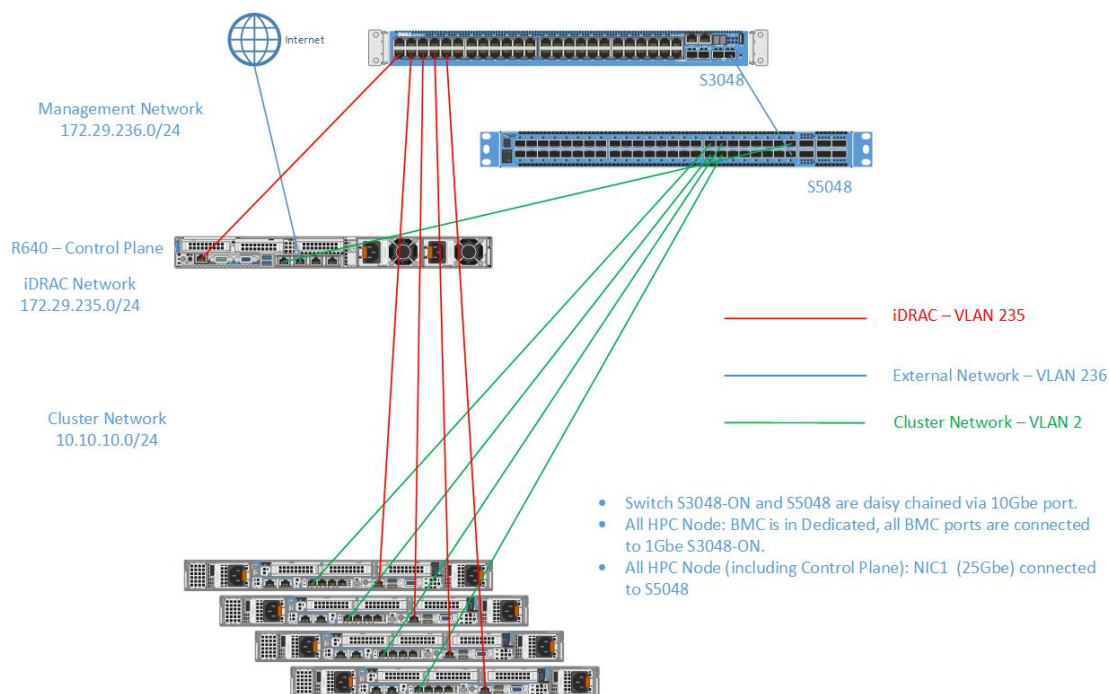 Internet
S3048
Management Network
172.29.236.0/24
S5048
R640 – Control Plane
iDRAC Network
172.29.235.0/24
iDRAC – VLAN 235
External Network – VLAN 236
Cluster Network
10.10.10.0/24
Cluster Network – VLAN 2
• Switch S3048-ON and S5048 are daisy chained via 10Gbe port.
• All HPC Node: BMC is in Dedicated, all BMC ports are connected
to 1Gbe S3048-ON.
• All HPC Node (including Control Plane): NIC1 (25Gbe) connected
to S5048